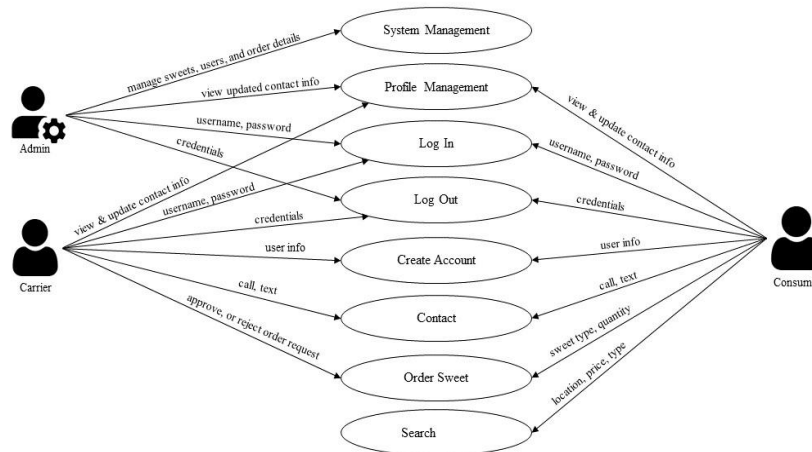 System Management
manage sweets, users, and order details
Profile Management
view updated contact info
view & update contact info
username, password
Log In
username, password
Admin
credentials
view & update contact info
username, password
Log Out
credentials
credentials
Carrier
user info
Create Account
user info
Consum
call, text
Contact
call, text
approve, or reject order request
sweet type, quantity
Order Sweet
location, price, type
Search